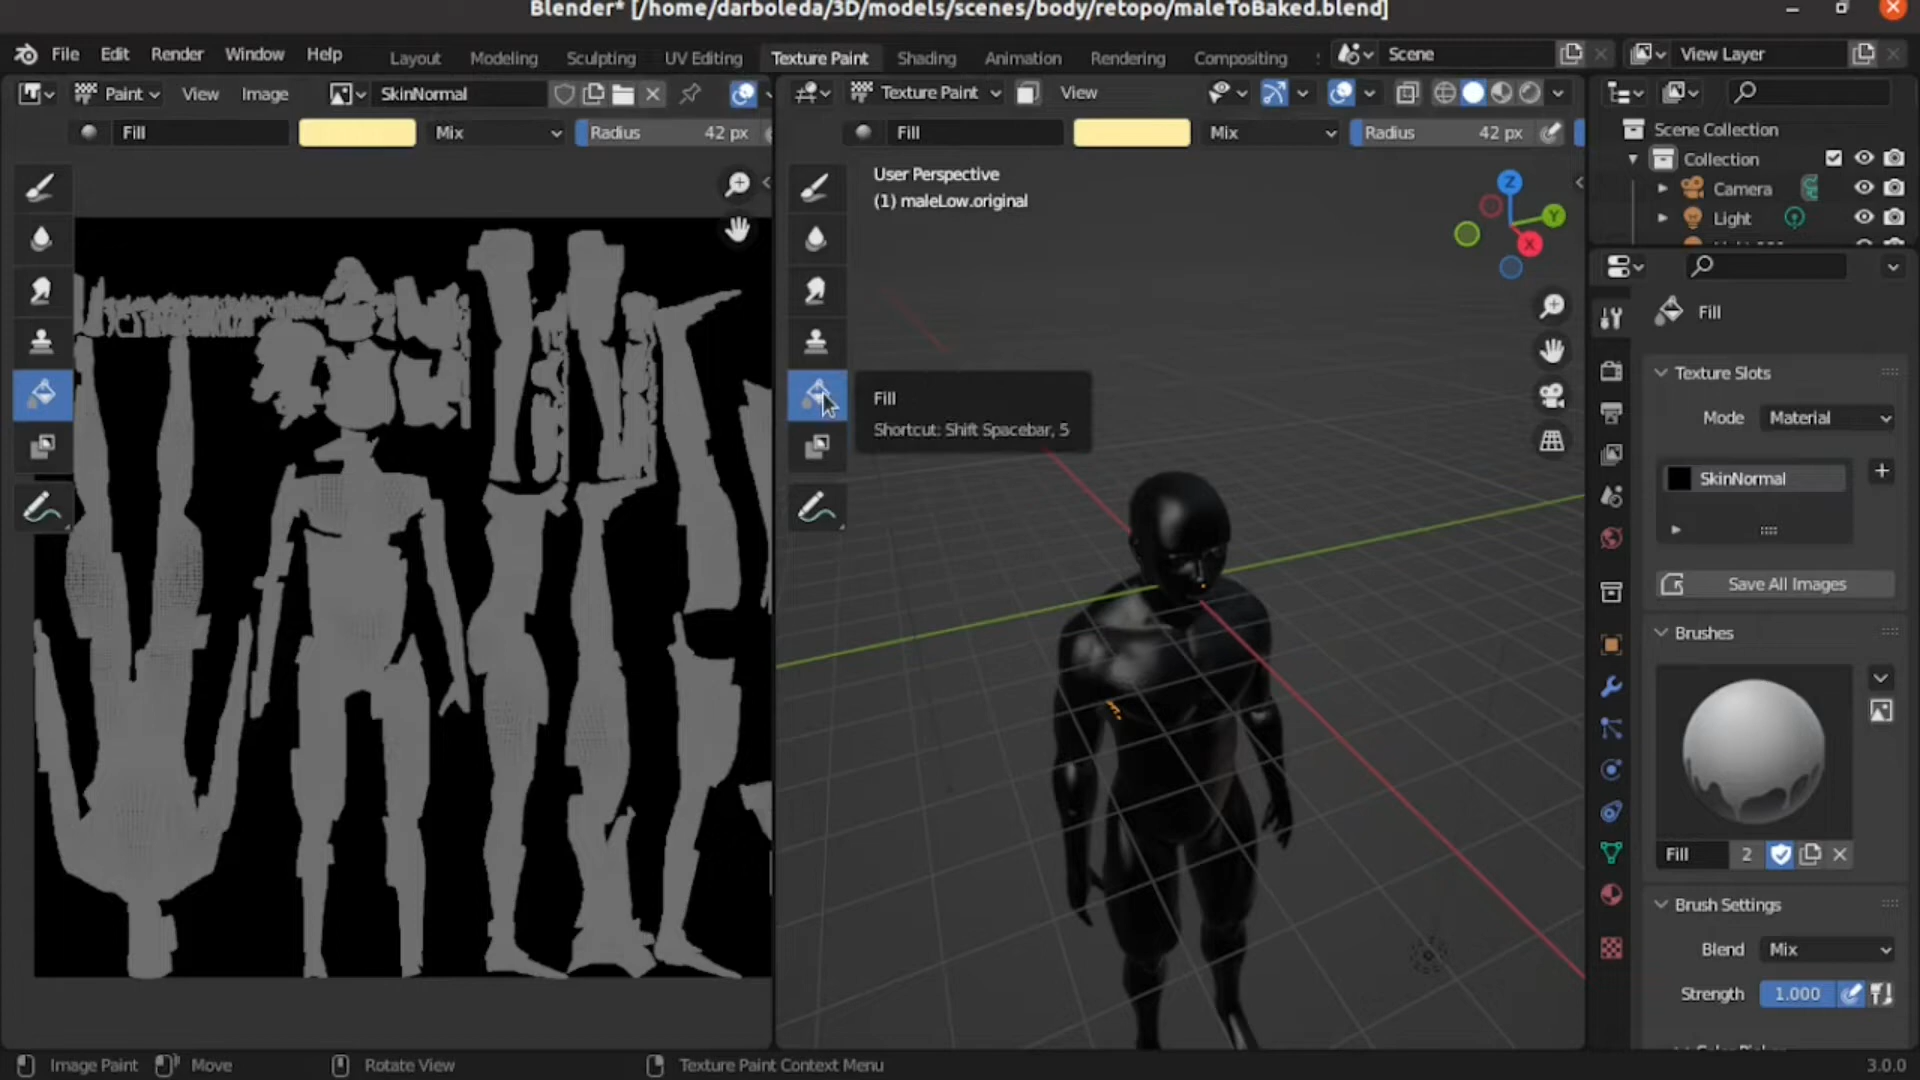 Blender* [/home/darboleda/3D/models/scenes/body/retopo/maleToBaked.blend]
File Edit Render Window Help Layout Modeling Sculpting UV Editing Texture Paint Shading Animation Rendering Compositing Scene View Layer
Paint View Image SkinNormal Texture Paint View
Fill Mix Radius 42 px Fill Mix Radius 42 px
User Perspective
(1) maleLow.original
Z
Y
X
Scene Collection
Collection
Camera
Light
Fill
Shortcut: Shift Spacebar, 5
Fill
Texture Slots
Mode Material
SkinNormal
Save All Images
Brushes
Fill 2
Brush Settings
Blend Mix
Strength 1.000
Image Paint Move Rotate View Texture Paint Context Menu 3.0.0